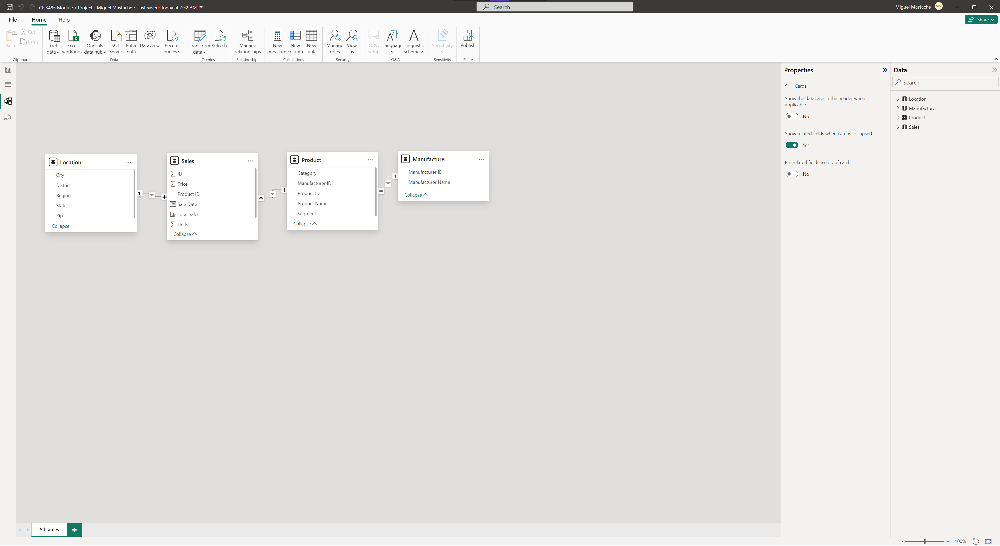 CEIS485 Module 7 Project - Miguel Mastache • Last saved: Today at 7:52 AM
Search
Miguel Mastache
MM
File
Home
Help
Share
Paste
Cut
Copy
Clipboard
Get data
Excel workbook
OneLake data hub
SQL Server
Enter data
Dataverse
Recent sources
Data
Transform data
Refresh
Queries
Manage relationships
Relationships
New measure
New column
New table
Calculations
Manage roles
View as
Security
Q&A setup
Language
Linguistic schema
Q&A
Sensitivity
Sensitivity
Publish
Share
DAX
Location
City
District
Region
State
Zip
Collapse
1
*
Sales
ID
Price
Product ID
Sale Date
Total Sales
Units
Collapse
*
1
Product
Category
Manufacturer ID
Product ID
Product Name
Segment
Collapse
*
1
Manufacturer
Manufacturer ID
Manufacturer Name
Collapse
Properties
Cards
Show the database in the header when
applicable
No
Show related fields when card is collapsed
Yes
Pin related fields to top of card
No
Data
Search
Location
Manufacturer
Product
Sales
All tables
+
- + 100%